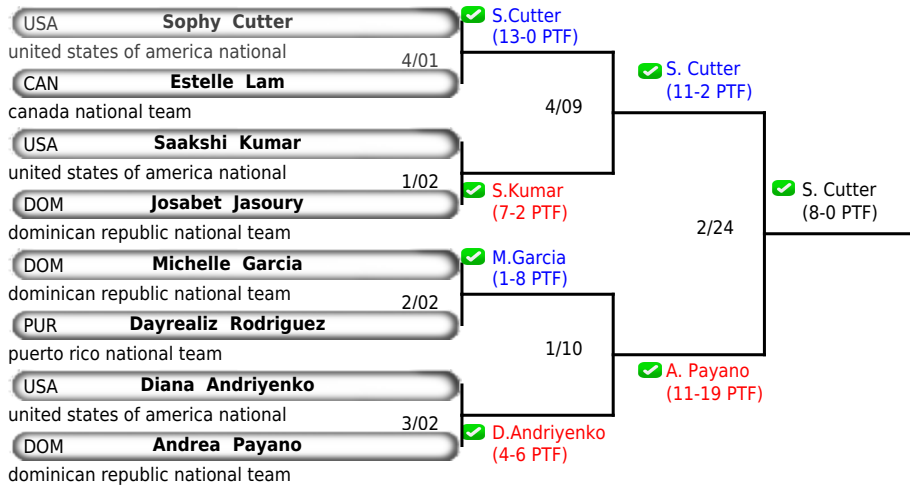 USA Sophy Cutter
united states of america national
4/01
CAN Estelle Lam
canada national team
USA Saakshi Kumar
united states of america national
1/02
DOM Josabet Jasoury
dominican republic national team
DOM Michelle Garcia
dominican republic national team
2/02
PUR Dayrealiz Rodriguez
puerto rico national team
USA Diana Andriyenko
united states of america national
3/02
DOM Andrea Payano
dominican republic national team
S.Cutter
(13-0 PTF)
4/09
S.Kumar
(7-2 PTF)
M.Garcia
(1-8 PTF)
1/10
D.Andriyenko
(4-6 PTF)
S. Cutter
(11-2 PTF)
2/24
A. Payano
(11-19 PTF)
S. Cutter
(8-0 PTF)